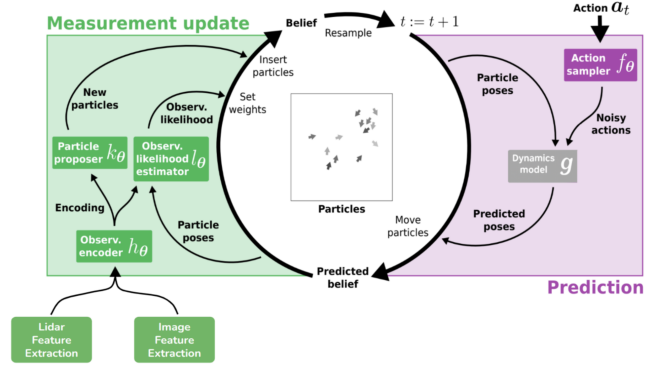 Measurement update
Belief
Resample
t := t + 1
Action a_t
Insert
particles
New
particles
Set
weights
Observ.
likelihood
Particle
proposer k_θ
Observ.
likelihood l_θ
estimator
Encoding
Particle
poses
Observ.
encoder h_θ
Particles
Particle
poses
Action
sampler f_θ
Noisy
actions
Dynamics
model g
Predicted
poses
Move
particles
Predicted
belief
Prediction
Lidar
Feature
Extraction
Image
Feature
Extraction